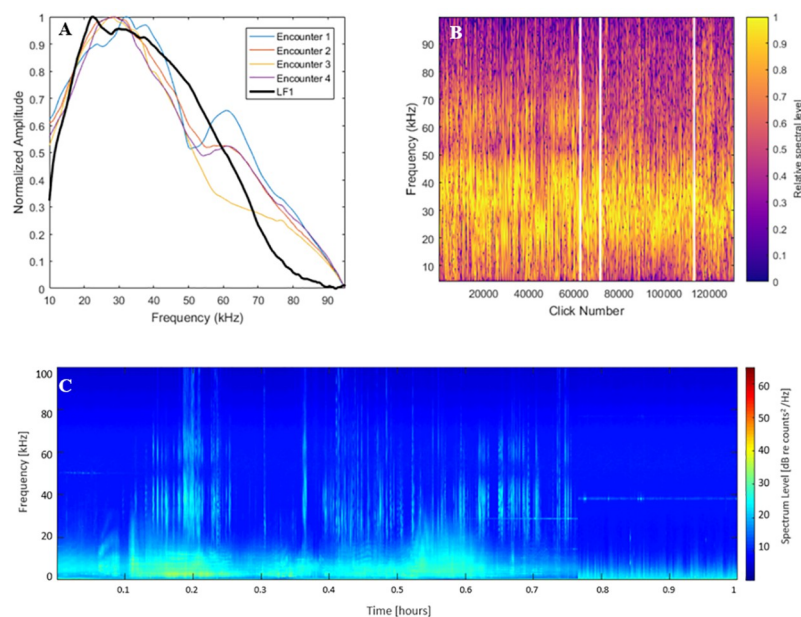 A
1
0.9
0.8
0.7
0.6
0.5
0.4
0.3
0.2
0.1
0
10 20 30 40 50 60 70 80 90
Normalized Amplitude
Frequency (kHz)
Encounter 1
Encounter 2
Encounter 3
Encounter 4
LF1
B
90
80
70
60
50
40
30
20
10
20000 40000 60000 80000 100000 120000
Frequency (kHz)
Click Number
1
0.9
0.8
0.7
0.6
0.5
0.4
0.3
0.2
0.1
0
Relative spectral level
C
100
80
60
40
20
0
0.1 0.2 0.3 0.4 0.5 0.6 0.7 0.8 0.9 1
Frequency [kHz]
Time [hours]
60
50
40
30
20
10
Spectrum Level [dB re counts²/Hz]